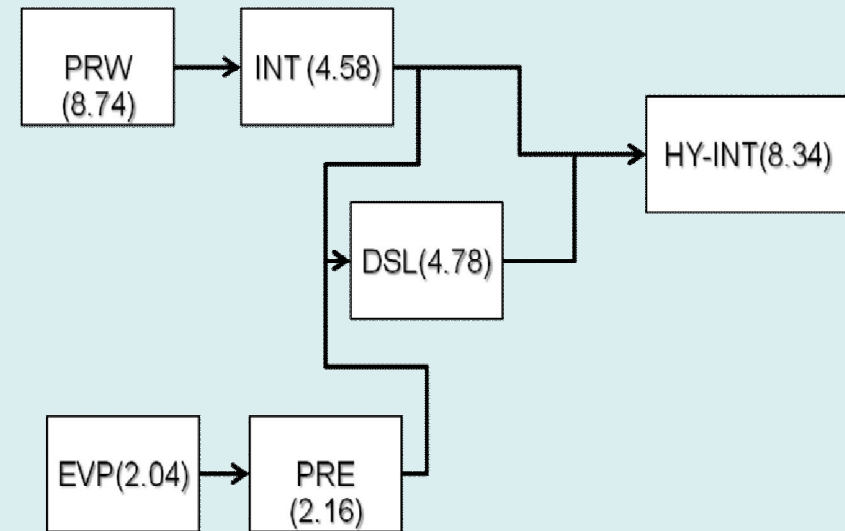 PRW
(8.74)
INT (4.58)
HY-INT(8.34)
DSL(4.78)
EVP(2.04)
PRE
(2.16)